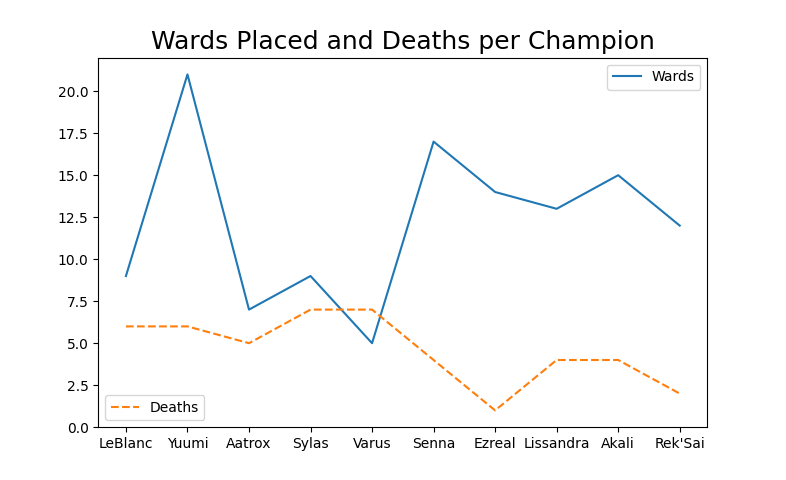 Wards Placed and Deaths per Champion
Wards
20.0
17.5
15.0
12.5
10.0
7.5
5.0
2.5
0.0
Deaths
LeBlanc Yuumi Aatrox Sylas Varus Senna Ezreal Lissandra Akali Rek'Sai